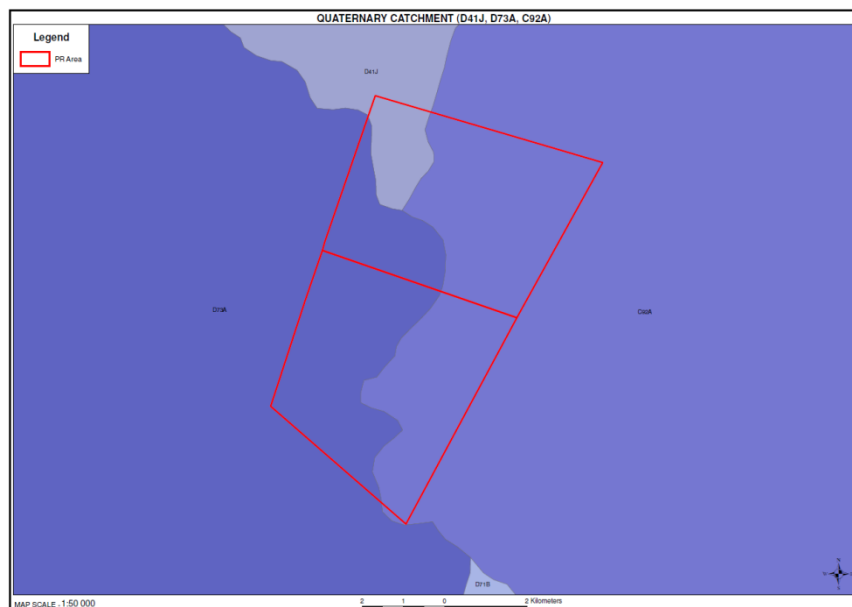 QUATERNARY CATCHMENT (D41J, D73A, C92A)
Legend
PR Area
D41J
D73A
C92A
D71B
N
MAP SCALE - 1:50 000
2 1 0 2 Kilometers